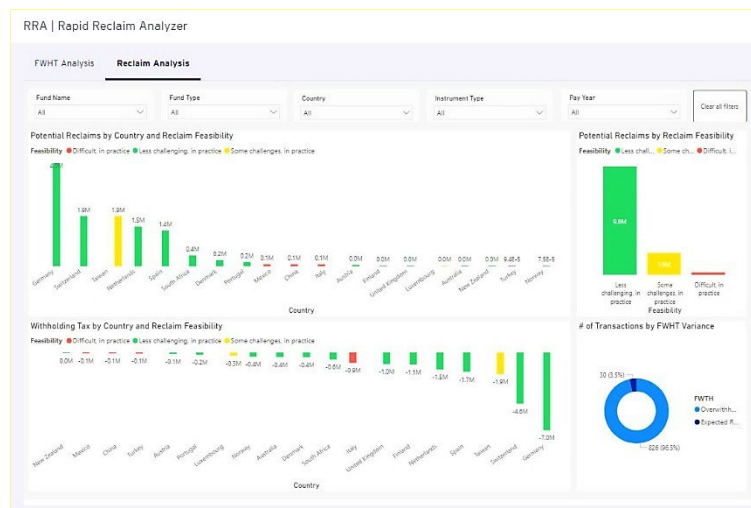 RRA | Rapid Reclaim Analyzer
FWHT Analysis Reclaim Analysis
Fund Name Fund Type Country Instrument Type Pay Year
All All All All All Clear all filters
Potential Reclaims by Country and Reclaim Feasibility
Feasibility Difficult, in practice Less challenging, in practice Some challenges, in practice
1.9M 1.9M 1.5M 1.4M 0.4M 0.2M 0.2M 0.1M 0.1M 0.1M 0.0M 0.0M 0.0M 0.0M 0.0M 0.0M 9.4E-5 7.5E-5
Germany Switzerland Taiwan Netherlands Spain South Africa Denmark Portugal Mexico China Italy Austria Finland United Kingdom Luxembourg Australia New Zealand Turkey Norway
Country
Potential Reclaims by Reclaim Feasibility
Feasibility Less chall... Some ch... Difficult, i...
Less challenging, in practice
Some challenges, in practice
Difficult, in practice
Feasibility
Withholding Tax by Country and Reclaim Feasibility
Feasibility Difficult, in practice Less challenging, in practice Some challenges, in practice
0.0M -0.1M -0.1M -0.1M -0.1M -0.2M -0.3M -0.4M -0.4M -0.4M -0.6M -0.9M -1.0M -1.1M -1.5M -1.7M -1.9M -4.6M -7.0M
New Zealand Mexico China Turkey Austria Portugal Luxembourg Norway Australia Denmark South Africa Italy United Kingdom Finland Netherlands Spain Taiwan Switzerland Germany
Country
# of Transactions by FWHT Variance
30 (3.5%)
FWTH
Overwithh...
Expected R...
826 (96.5%)